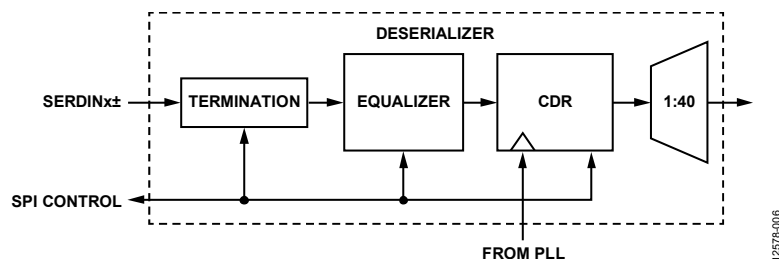 DESERIALIZER
SERDINx±
TERMINATION
EQUALIZER
CDR
1:40
SPI CONTROL
FROM PLL
12578-006